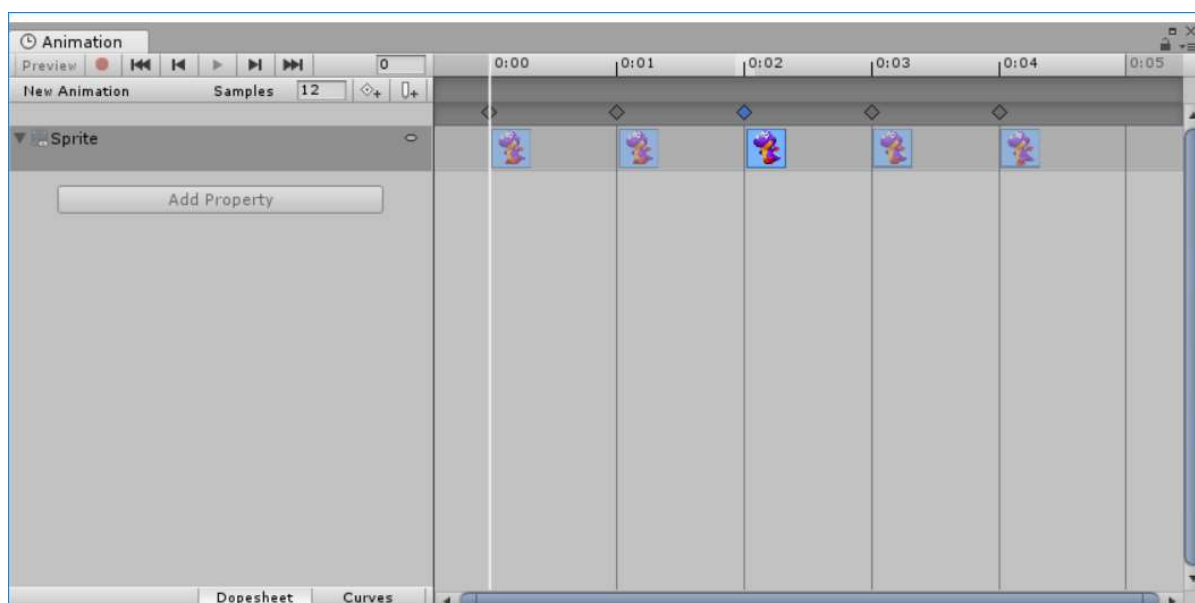 Animation
Preview 0 0:00 0:01 0:02 0:03 0:04 0:05
New Animation Samples 12
Sprite
Add Property
Dopesheet Curves